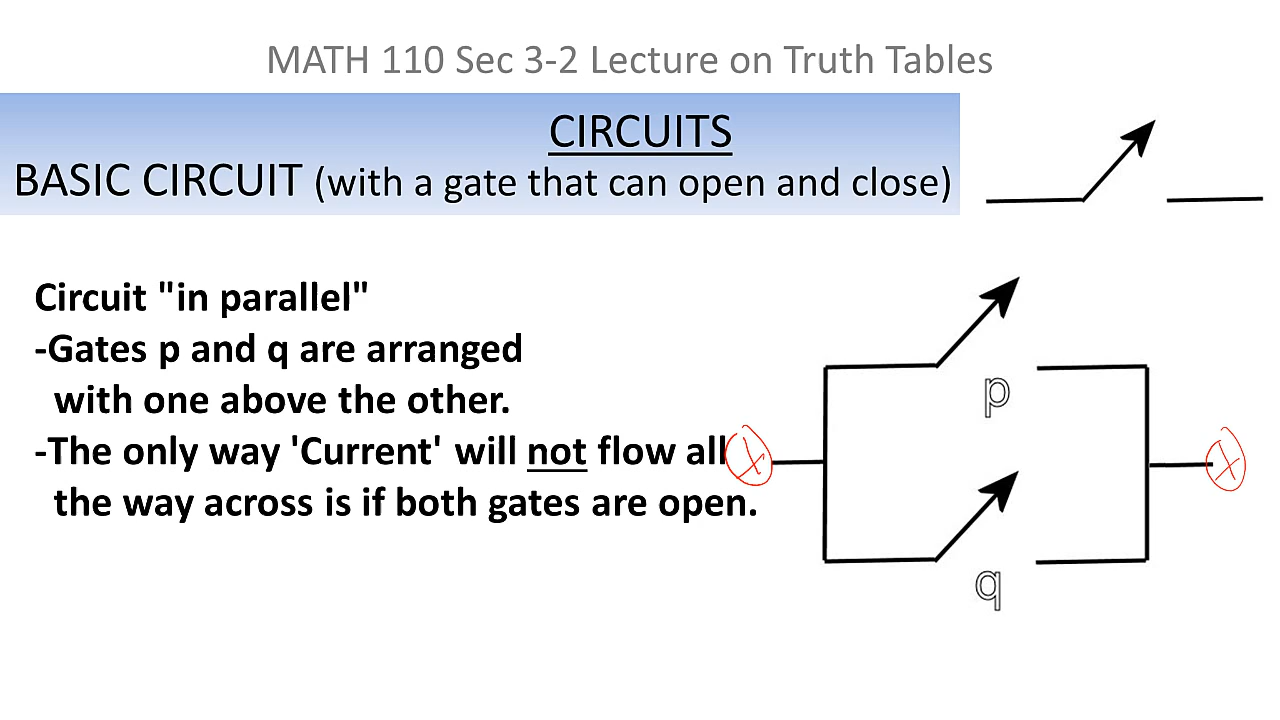 MATH 110 Sec 3-2 Lecture on Truth Tables
CIRCUITS
BASIC CIRCUIT (with a gate that can open and close)
Circuit "in parallel"
-Gates p and q are arranged
with one above the other.
-The only way 'Current' will not flow all
the way across is if both gates are open.
p
q
X
X